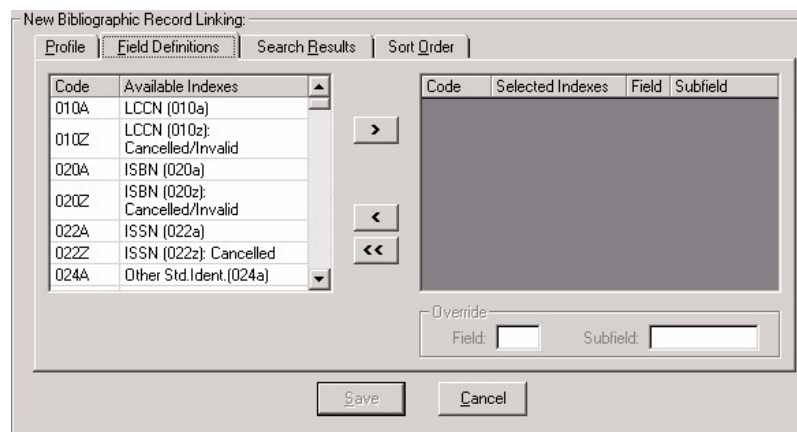 New Bibliographic Record Linking:
Profile Field Definitions Search Results Sort Order
Code Available Indexes
010A LCCN (010a)
010Z LCCN (010z):
Cancelled/Invalid
020A ISBN (020a)
020Z ISBN (020z):
Cancelled/Invalid
022A ISSN (022a)
022Z ISSN (022z): Cancelled
024A Other Std.Ident.(024a)
>
<
<<
Code Selected Indexes Field Subfield
Override
Field: Subfield:
Save Cancel